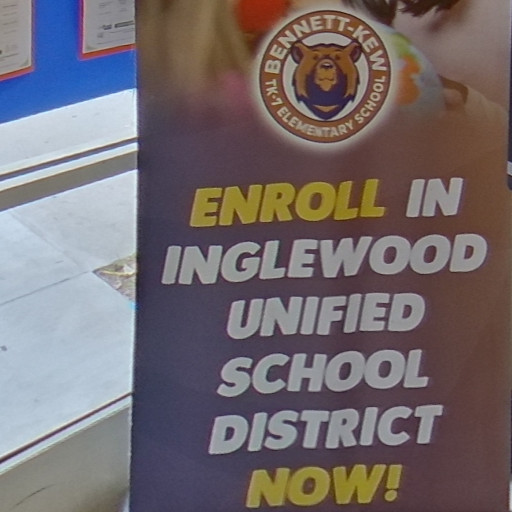 BENNETT-KEW
TK-7 ELEMENTARY SCHOOL
ENROLL IN
INGLEWOOD
UNIFIED
SCHOOL
DISTRICT
NOW!